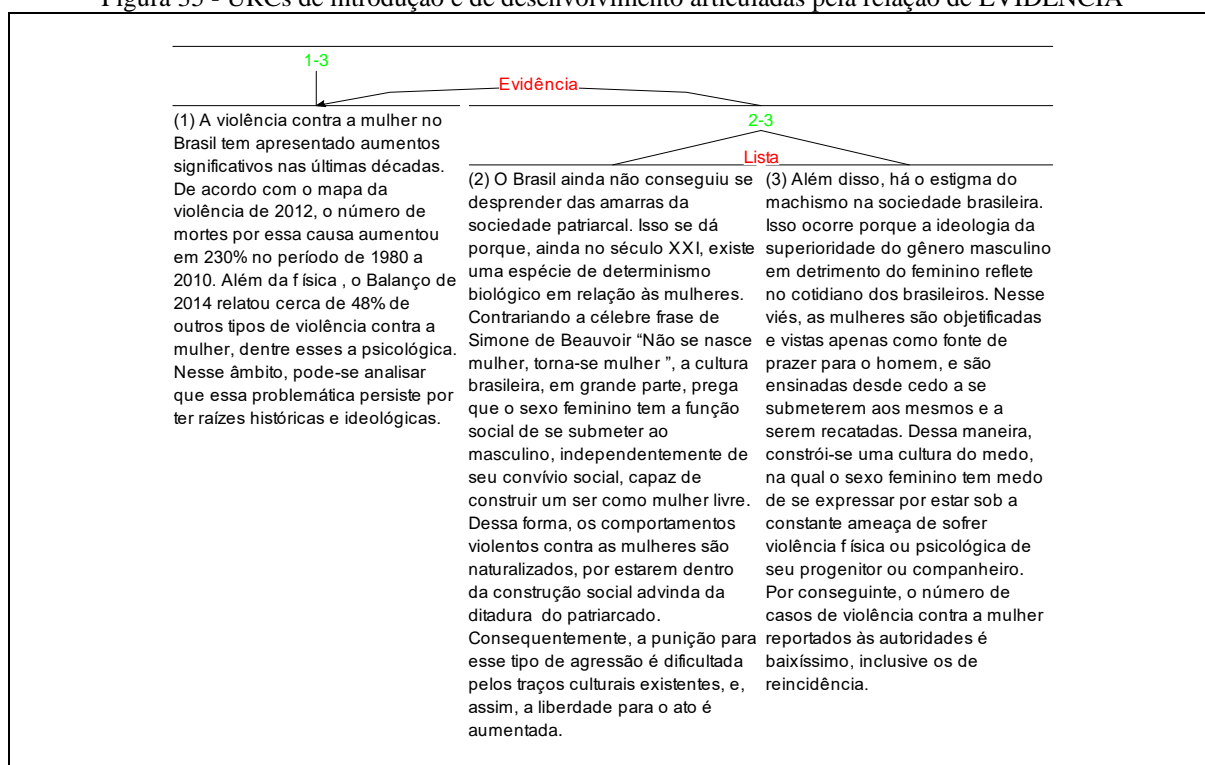 Figura 35 - URCs de introdução e de desenvolvimento articuladas pela relação de EVIDÊNCIA
1-3
Evidência
2-3
Lista
(1) A violência contra a mulher no
Brasil tem apresentado aumentos
significativos nas últimas décadas.
De acordo com o mapa da
violência de 2012, o número de
mortes por essa causa aumentou
em 230% no período de 1980 a
2010. Além da f ísica , o Balanço de
2014 relatou cerca de 48% de
outros tipos de violência contra a
mulher, dentre esses a psicológica.
Nesse âmbito, pode-se analisar
que essa problemática persiste por
ter raízes históricas e ideológicas.
(2) O Brasil ainda não conseguiu se
desprender das amarras da
sociedade patriarcal. Isso se dá
porque, ainda no século XXI, existe
uma espécie de determinismo
biológico em relação às mulheres.
Contrariando a célebre frase de
Simone de Beauvoir “Não se nasce
mulher, torna-se mulher ”, a cultura
brasileira, em grande parte, prega
que o sexo feminino tem a função
social de se submeter ao
masculino, independentemente de
seu convívio social, capaz de
construir um ser como mulher livre.
Dessa forma, os comportamentos
violentos contra as mulheres são
naturalizados, por estarem dentro
da construção social advinda da
ditadura  do patriarcado.
Consequentemente, a punição para
esse tipo de agressão é dificultada
pelos traços culturais existentes, e,
assim, a liberdade para o ato é
aumentada.
(3) Além disso, há o estigma do
machismo na sociedade brasileira.
Isso ocorre porque a ideologia da
superioridade do gênero masculino
em detrimento do feminino reflete
no cotidiano dos brasileiros. Nesse
viés, as mulheres são objetificadas
e vistas apenas como fonte de
prazer para o homem, e são
ensinadas desde cedo a se
submeterem aos mesmos e a
serem recatadas. Dessa maneira,
constrói-se uma cultura do medo,
na qual o sexo feminino tem medo
de se expressar por estar sob a
constante ameaça de sofrer
violência f ísica ou psicológica de
seu progenitor ou companheiro.
Por conseguinte, o número de
casos de violência contra a mulher
reportados às autoridades é
baixíssimo, inclusive os de
reincidência.